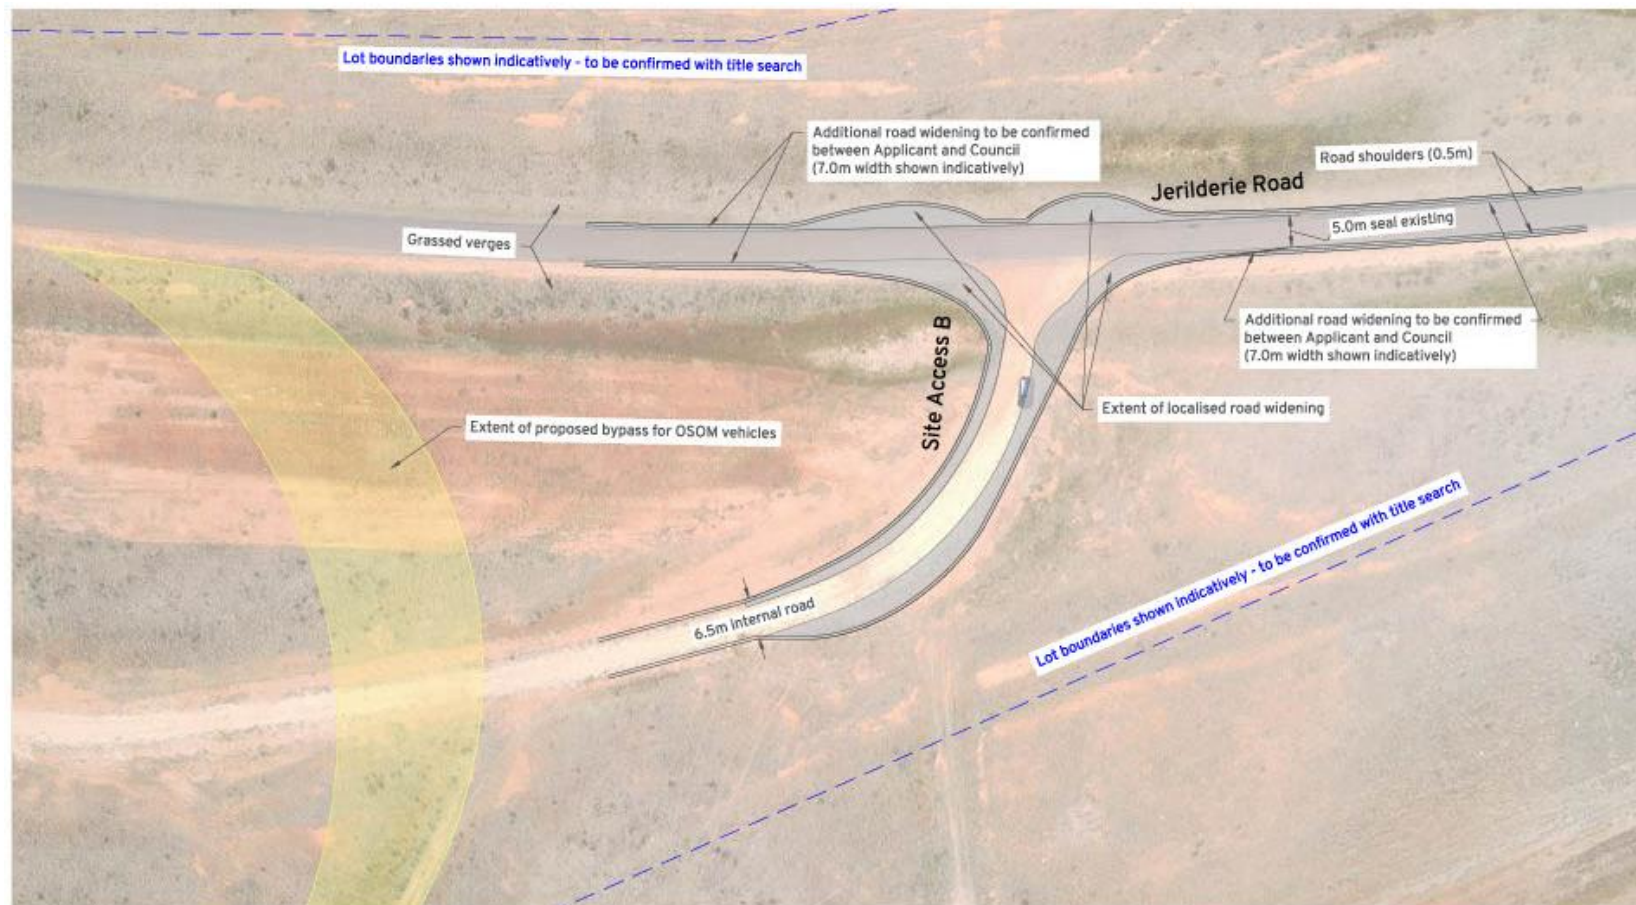 Lot boundaries shown indicatively - to be confirmed with title search
Additional road widening to be confirmed
between Applicant and Council
(7.0m width shown indicatively)
Road shoulders (0.5m)
Jerilderie Road
5.0m seal existing
Grassed verges
Additional road widening to be confirmed
between Applicant and Council
(7.0m width shown indicatively)
Site Access B
Extent of localised road widening
Extent of proposed bypass for OSOM vehicles
Lot boundaries shown indicatively - to be confirmed with title search
6.5m internal road